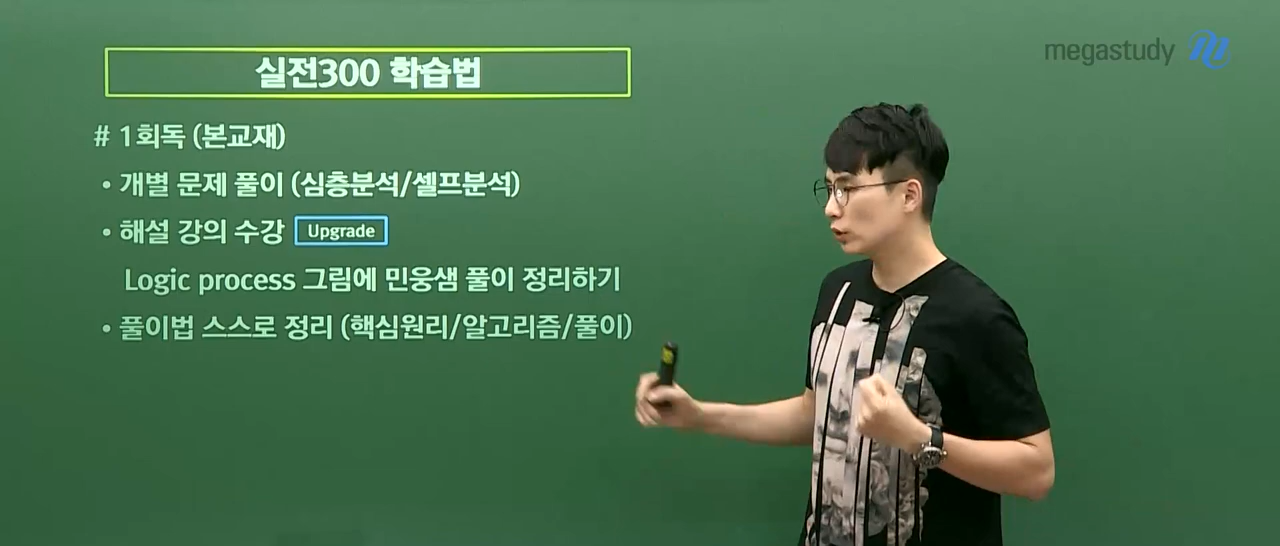 megastudy
실전300 학습법
# 1회독 (본교재)
• 개별 문제 풀이 (심층분석/셀프분석)
• 해설 강의 수강 Upgrade
Logic process 그림에 민웅샘 풀이 정리하기
• 풀이법 스스로 정리 (핵심원리/알고리즘/풀이)